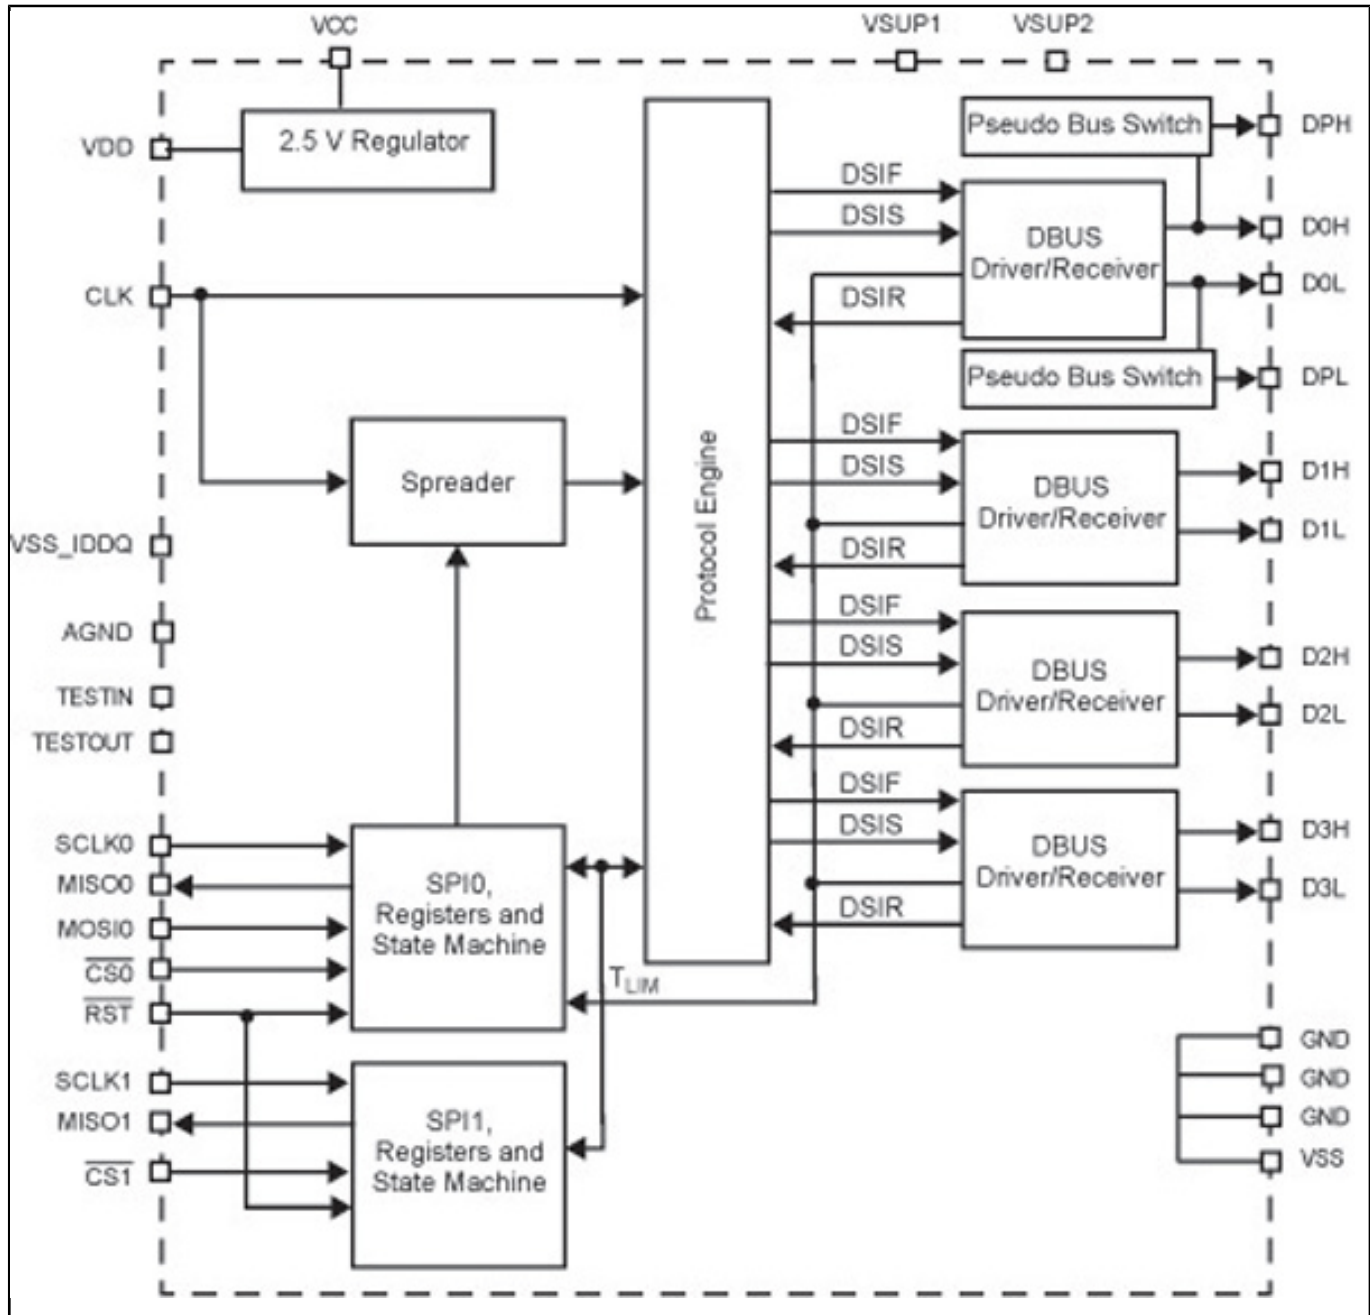 VCC
VSUP1
VSUP2
VDD
2.5 V Regulator
Pseudo Bus Switch
DPH
DSIF
DSIS
DBUS
Driver/Receiver
D0H
D0L
CLK
DSIR
Pseudo Bus Switch
DPL
Protocol Engine
Spreader
DSIF
DSIS
DBUS
Driver/Receiver
D1H
D1L
DSIR
VSS_IDDQ
AGND
TESTIN
TESTOUT
DSIF
DSIS
DBUS
Driver/Receiver
D2H
D2L
DSIR
DSIF
DSIS
DBUS
Driver/Receiver
D3H
D3L
DSIR
SCLK0
MISO0
MOSI0
CS0
RST
SPI0,
Registers and
State Machine
TLIM
SCLK1
MISO1
CS1
SPI1,
Registers and
State Machine
GND
GND
GND
VSS